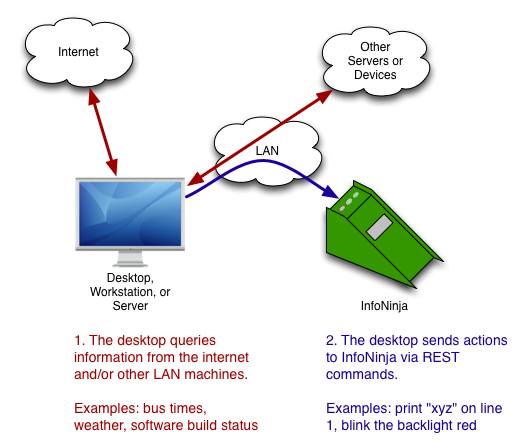 Internet
Other
Servers or
Devices
LAN
Desktop,
Workstation, or
Server
InfoNinja
1. The desktop queries
information from the internet
and/or other LAN machines.
Examples: bus times,
weather, software build status
2. The desktop sends actions
to InfoNinja via REST
commands.
Examples: print "xyz" on line
1, blink the backlight red